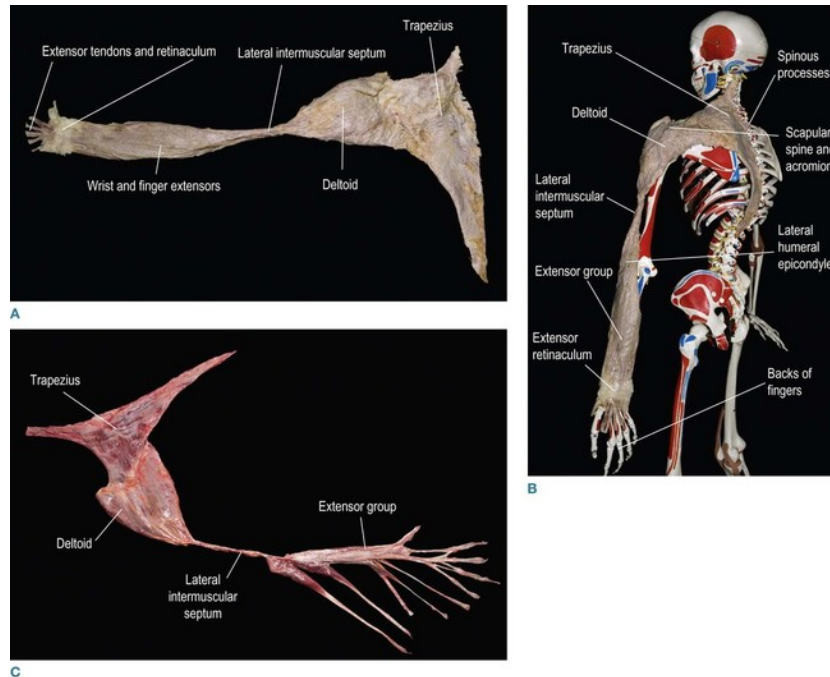 Trapezius
Extensor tendons and retinaculum
Lateral intermuscular septum
Wrist and finger extensors
Deltoid
A
Trapezius
Spinous
processes
Deltoid
Scapular
spine and
acromion
Lateral
intermuscular
septum
Lateral
humeral
epicondyle
Extensor group
Extensor
retinaculum
Backs of
fingers
B
Trapezius
Extensor group
Deltoid
Lateral
intermuscular
septum
C